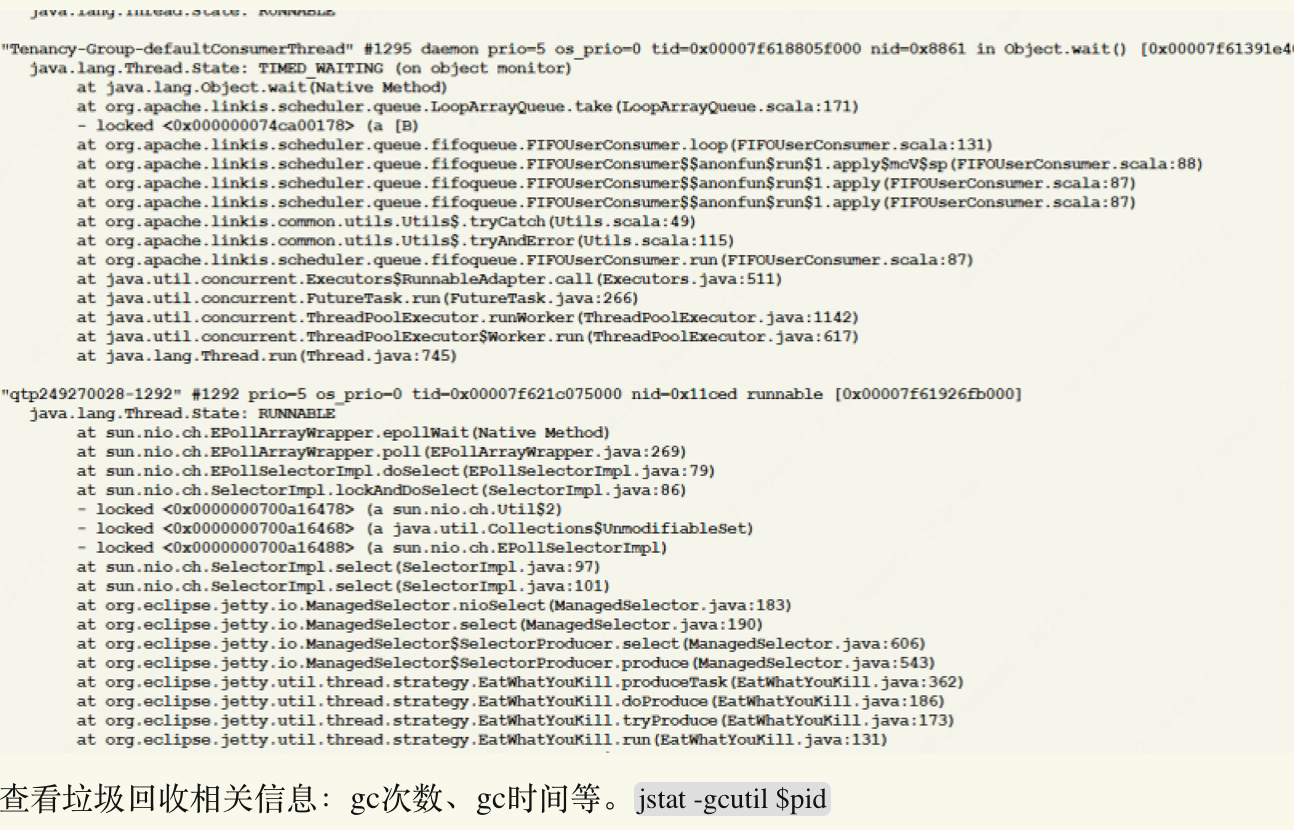 java.lang.Thread.State: RUNNABLE
"Tenancy-Group-defaultConsumerThread" #1295 daemon prio=5 os_prio=0 tid=0x00007f618805f000 nid=0x8861 in Object.wait() [0x00007f61391e40
java.lang.Thread.State: TIMED_WAITING (on object monitor)
at java.lang.Object.wait(Native Method)
at org.apache.linkis.scheduler.queue.LoopArrayQueue.take(LoopArrayQueue.scala:171)
- locked <0x000000074ca00178> (a [B)
at org.apache.linkis.scheduler.queue.fifoqueue.FIFOUserConsumer.loop(FIFOUserConsumer.scala:131)
at org.apache.linkis.scheduler.queue.fifoqueue.FIFOUserConsumer$$anonfun$run$1.apply$mcV$sp(FIFOUserConsumer.scala:88)
at org.apache.linkis.scheduler.queue.fifoqueue.FIFOUserConsumer$$anonfun$run$1.apply(FIFOUserConsumer.scala:87)
at org.apache.linkis.scheduler.queue.fifoqueue.FIFOUserConsumer$$anonfun$run$1.apply(FIFOUserConsumer.scala:87)
at org.apache.linkis.common.utils.Utils$.tryCatch(Utils.scala:49)
at org.apache.linkis.common.utils.Utils$.tryAndError(Utils.scala:115)
at org.apache.linkis.scheduler.queue.fifoqueue.FIFOUserConsumer.run(FIFOUserConsumer.scala:87)
at java.util.concurrent.Executors$RunnableAdapter.call(Executors.java:511)
at java.util.concurrent.FutureTask.run(FutureTask.java:266)
at java.util.concurrent.ThreadPoolExecutor.runWorker(ThreadPoolExecutor.java:1142)
at java.util.concurrent.ThreadPoolExecutor$Worker.run(ThreadPoolExecutor.java:617)
at java.lang.Thread.run(Thread.java:745)
"qtp249270028-1292" #1292 prio=5 os_prio=0 tid=0x00007f621c075000 nid=0x11ced runnable [0x00007f61926fb000]
java.lang.Thread.State: RUNNABLE
at sun.nio.ch.EPollArrayWrapper.epollWait(Native Method)
at sun.nio.ch.EPollArrayWrapper.poll(EPollArrayWrapper.java:269)
at sun.nio.ch.EPollSelectorImpl.doSelect(EPollSelectorImpl.java:79)
at sun.nio.ch.SelectorImpl.lockAndDoSelect(SelectorImpl.java:86)
- locked <0x0000000700a16478> (a sun.nio.ch.Util$2)
- locked <0x0000000700a16468> (a java.util.Collections$UnmodifiableSet)
- locked <0x0000000700a16488> (a sun.nio.ch.EPollSelectorImpl)
at sun.nio.ch.SelectorImpl.select(SelectorImpl.java:97)
at sun.nio.ch.SelectorImpl.select(SelectorImpl.java:101)
at org.eclipse.jetty.io.ManagedSelector.nioSelect(ManagedSelector.java:183)
at org.eclipse.jetty.io.ManagedSelector.select(ManagedSelector.java:190)
at org.eclipse.jetty.io.ManagedSelector$SelectorProducer.select(ManagedSelector.java:606)
at org.eclipse.jetty.io.ManagedSelector$SelectorProducer.produce(ManagedSelector.java:543)
at org.eclipse.jetty.util.thread.strategy.EatWhatYouKill.produceTask(EatWhatYouKill.java:362)
at org.eclipse.jetty.util.thread.strategy.EatWhatYouKill.doProduce(EatWhatYouKill.java:186)
at org.eclipse.jetty.util.thread.strategy.EatWhatYouKill.tryProduce(EatWhatYouKill.java:173)
at org.eclipse.jetty.util.thread.strategy.EatWhatYouKill.run(EatWhatYouKill.java:131)
查看垃圾回收相关信息：gc次数、gc时间等。jstat -gcutil $pid